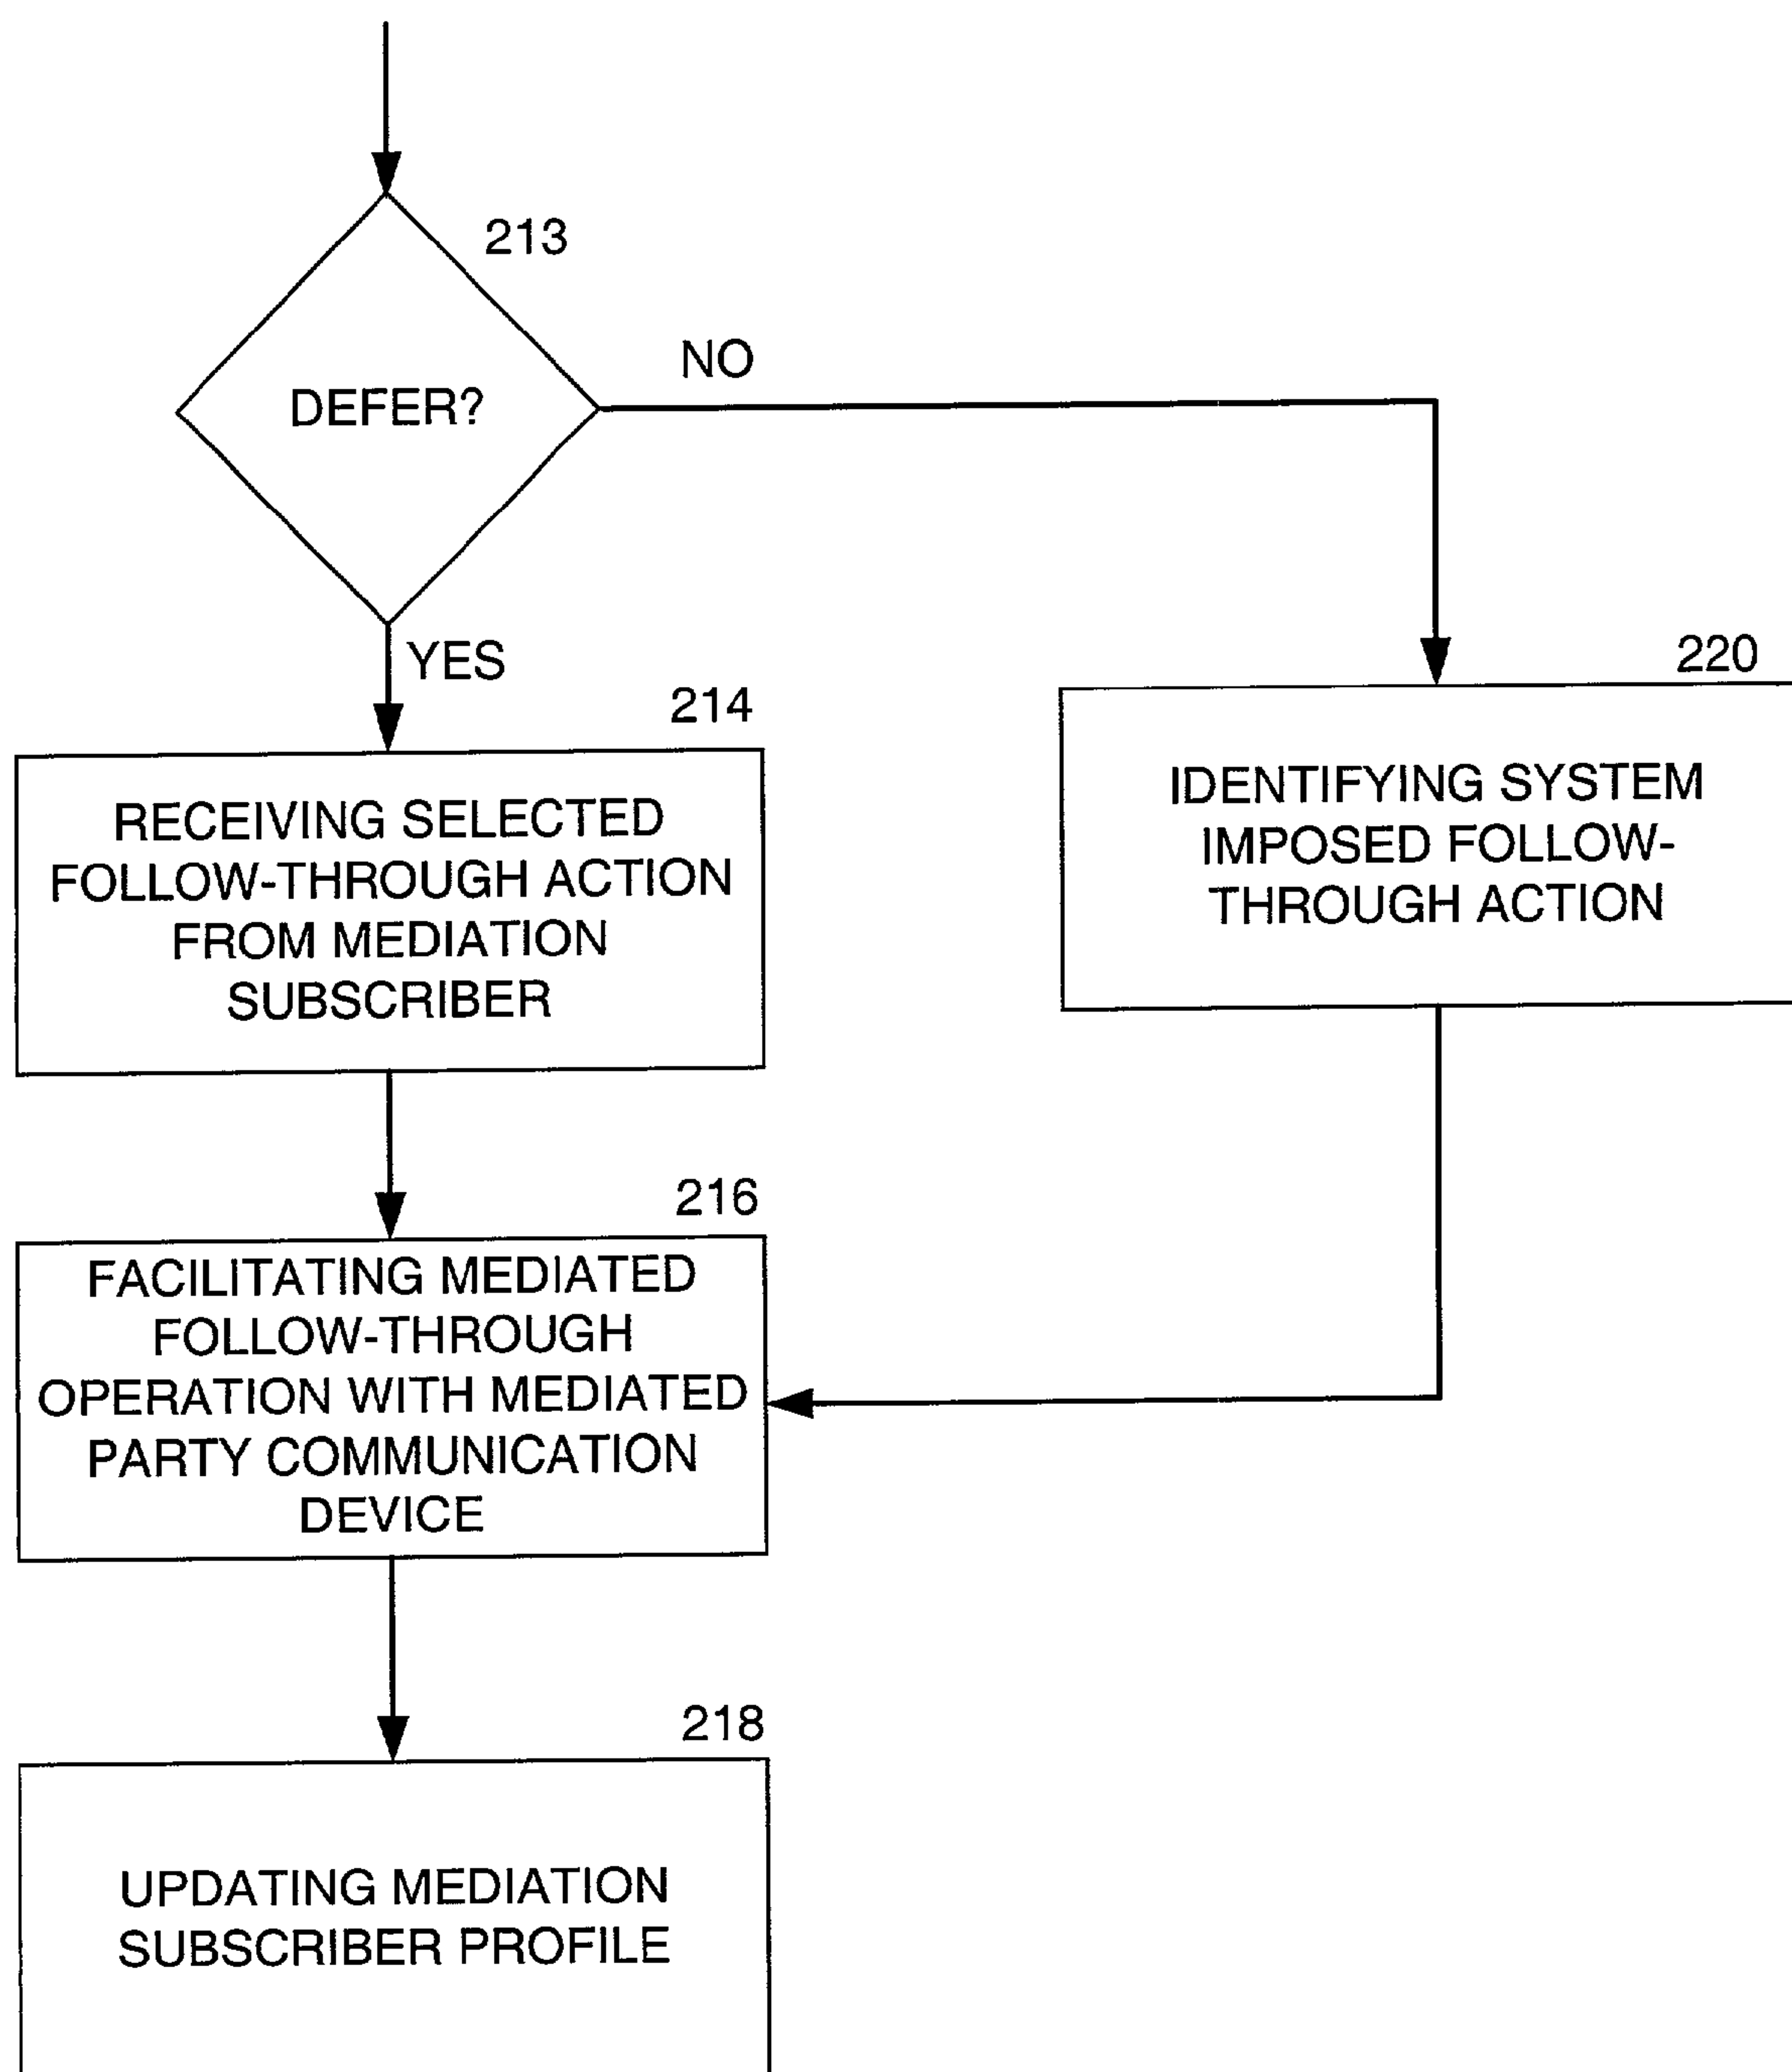 213
DEFER?
NO
YES
214
RECEIVING SELECTED
FOLLOW-THROUGH ACTION
FROM MEDIATION
SUBSCRIBER
220
IDENTIFYING SYSTEM
IMPOSED FOLLOW-
THROUGH ACTION
216
FACILITATING MEDIATED
FOLLOW-THROUGH
OPERATION WITH MEDIATED
PARTY COMMUNICATION
DEVICE
218
UPDATING MEDIATION
SUBSCRIBER PROFILE